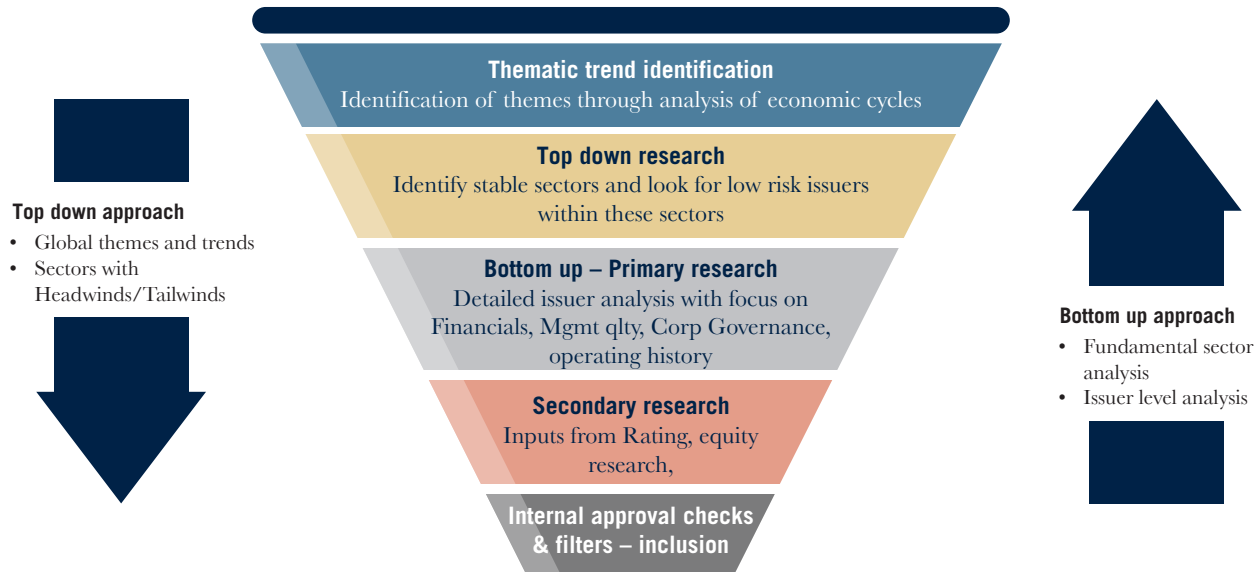 Thematic trend identification
Identification of themes through analysis of economic cycles
Top down research
Identify stable sectors and look for low risk issuers
within these sectors
Bottom up – Primary research
Detailed issuer analysis with focus on
Financials, Mgmt qlty, Corp Governance,
operating history
Secondary research
Inputs from Rating, equity
research,
Internal approval checks
& filters – inclusion
Top down approach
• Global themes and trends
• Sectors with
Headwinds/Tailwinds
Bottom up approach
• Fundamental sector
analysis
• Issuer level analysis